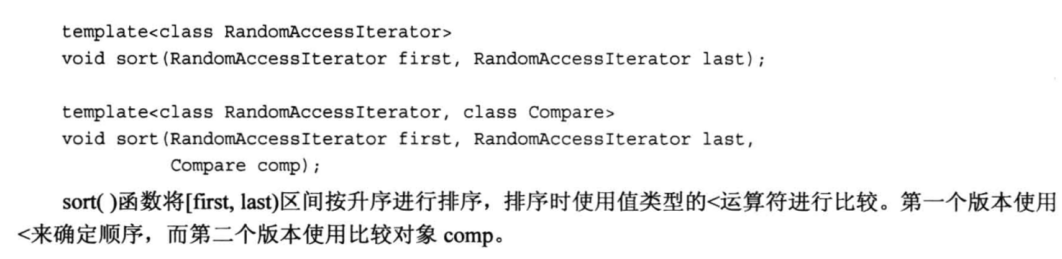 template<class RandomAccessIterator>
void sort(RandomAccessIterator first, RandomAccessIterator last);
template<class RandomAccessIterator, class Compare>
void sort(RandomAccessIterator first, RandomAccessIterator last,
Compare comp);
sort( )函数将[first, last)区间按升序进行排序，排序时使用值类型的<运算符进行比较。第一个版本使用
<来确定顺序，而第二个版本使用比较对象 comp。